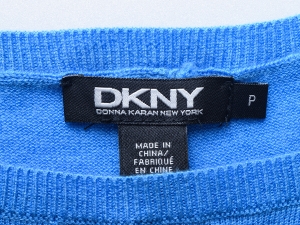 DKNY
DONNA KARAN NEW YORK
P
MADE IN
CHINA/
FABRIQUÉ
EN CHINE